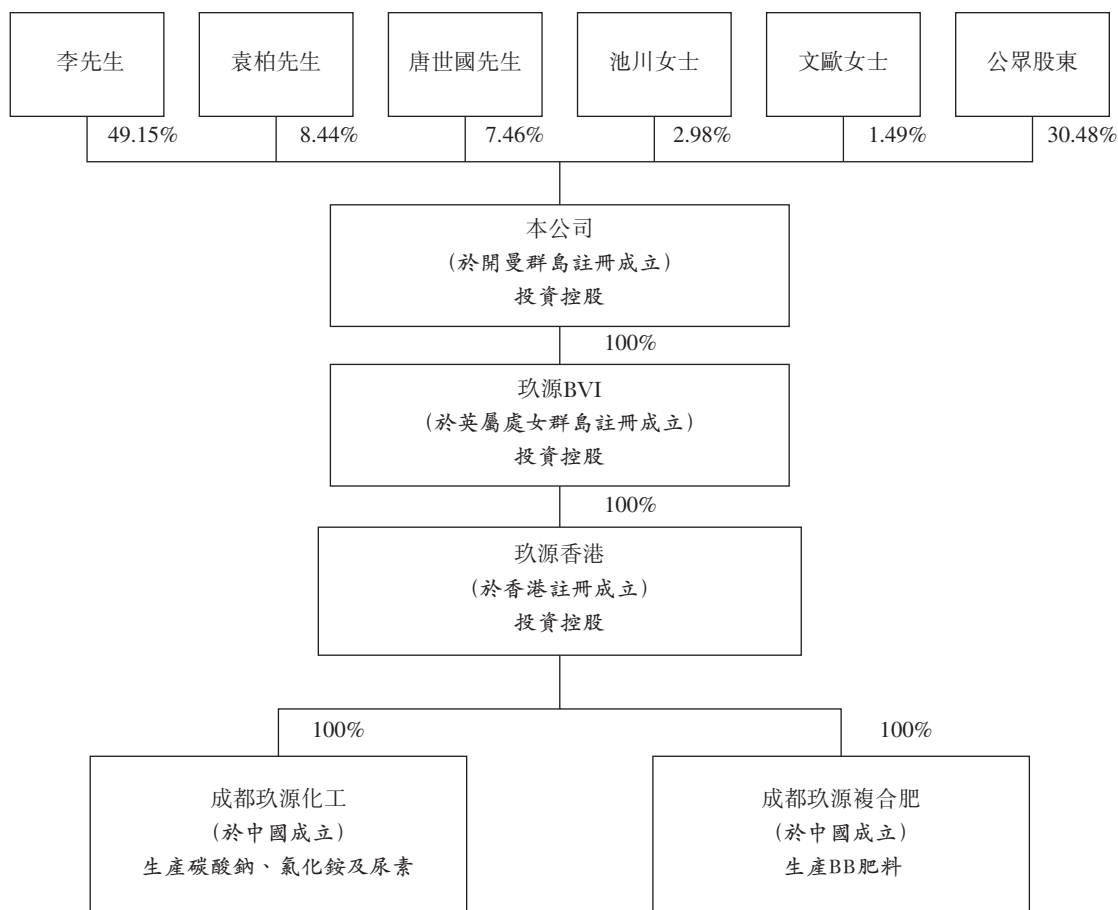 李先生
袁柏先生
唐世國先生
池川女士
文歐女士
公眾股東
49.15%
8.44%
7.46%
2.98%
1.49%
30.48%
本公司
(於開曼群島註冊成立)
投資控股
100%
玖源BVI
(於英屬處女群島註冊成立)
投資控股
100%
玖源香港
(於香港註冊成立)
投資控股
100%
100%
成都玖源化工
(於中國成立)
生產碳酸鈉、氯化銨及尿素
成都玖源複合肥
(於中國成立)
生產BB肥料